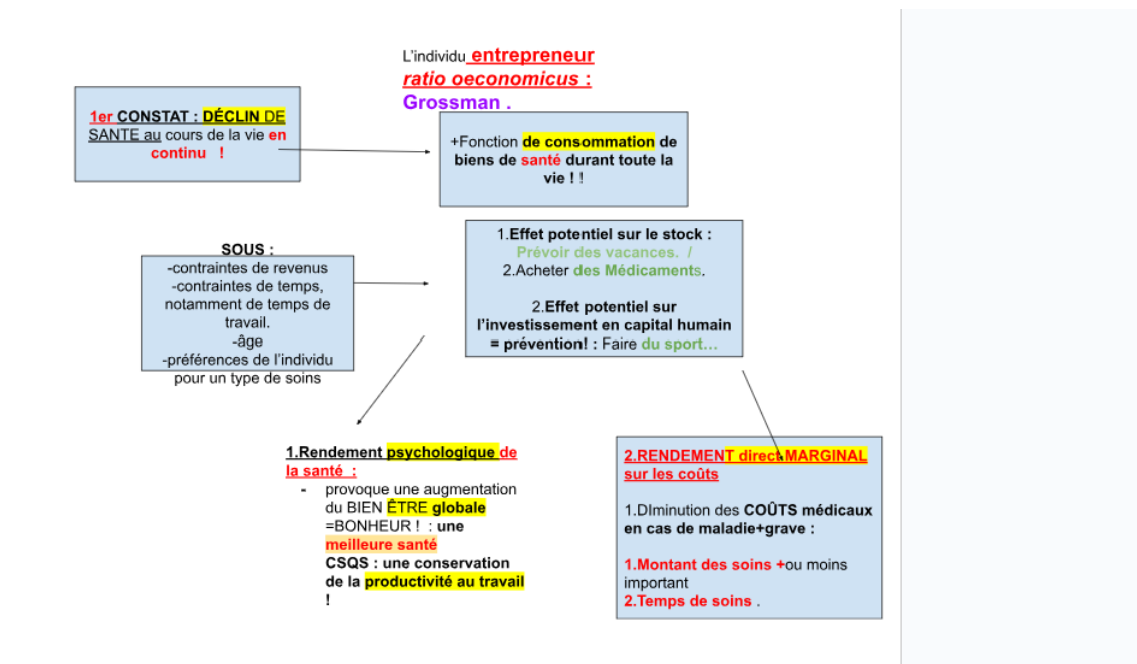 L'individu entrepreneur
ratio oeconomicus :
Grossman .
1er CONSTAT : DÉCLIN DE
SANTE au cours de la vie en
continu !
+Fonction de consommation de
biens de santé durant toute la
vie ! !
1.Effet potentiel sur le stock :
Prévoir des vacances. /
2.Acheter des Médicaments.
2.Effet potentiel sur
l'investissement en capital humain
= prévention! : Faire du sport…
SOUS :
-contraintes de revenus
-contraintes de temps,
notamment de temps de
travail.
-âge
-préférences de l'individu
pour un type de soins
1.Rendement psychologique de
la santé :
- provoque une augmentation
du BIEN ÊTRE globale
=BONHEUR ! : une
meilleure santé
CSQS : une conservation
de la productivité au travail
!
2.RENDEMENT direct MARGINAL
sur les coûts
1.DIminution des COÛTS médicaux
en cas de maladie+grave :
1.Montant des soins +ou moins
important
2.Temps de soins .